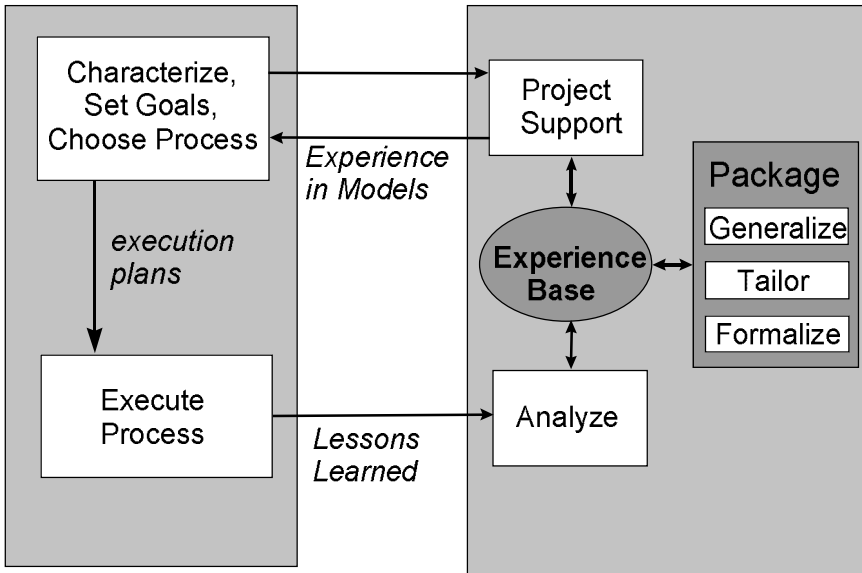 Characterize,
Set Goals,
Choose Process
Project
Support
Experience
in Models
Package
Generalize
Tailor
Formalize
execution
plans
Experience
Base
Execute
Process
Analyze
Lessons
Learned